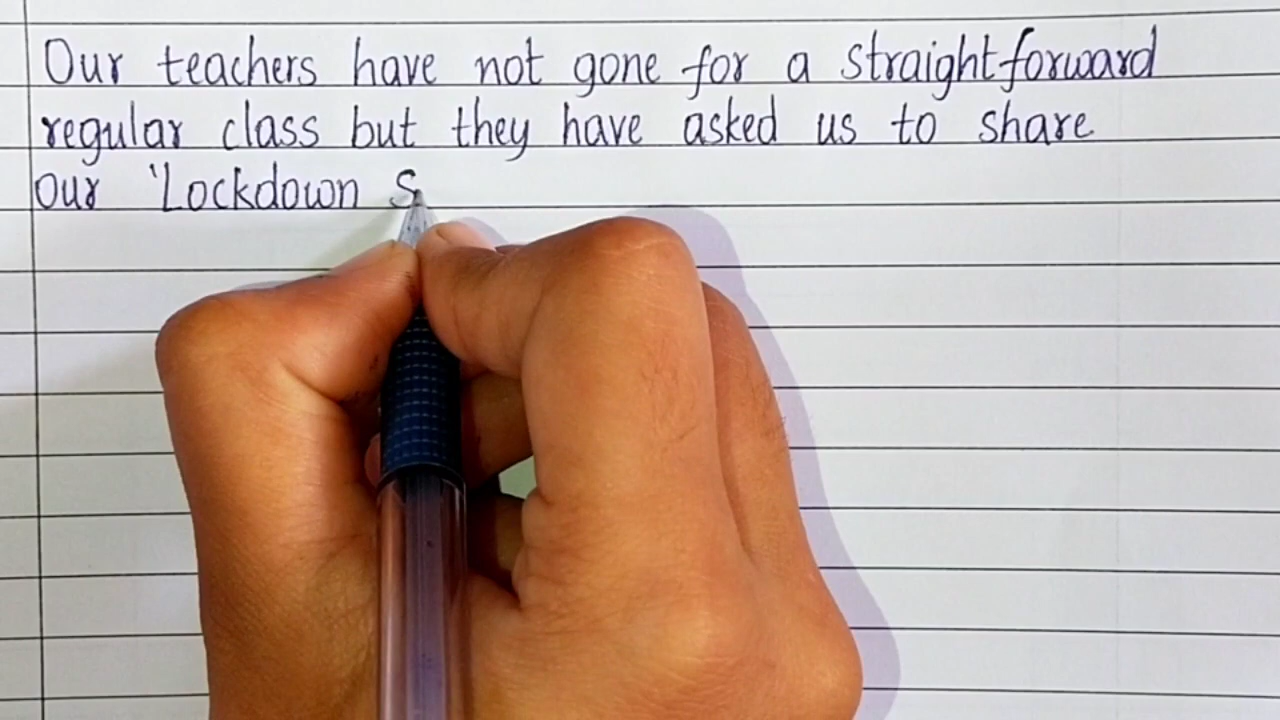 Our teachers have not gone for a straightforward
regular class but they have asked us to share
our 'Lockdown S